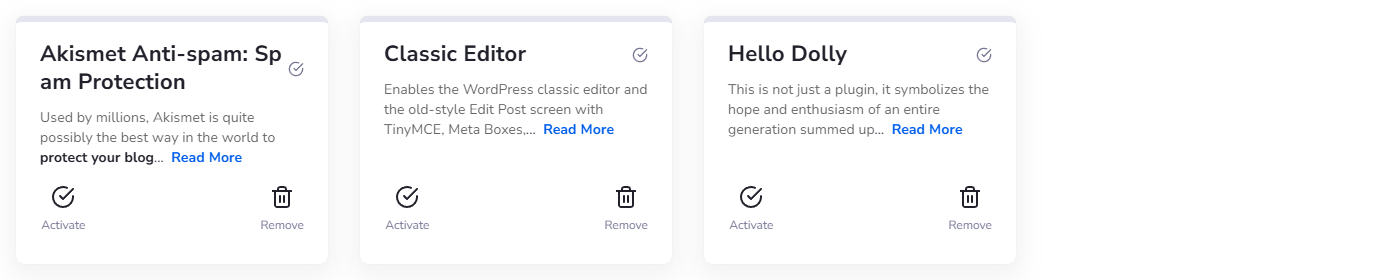 Akismet Anti-spam: Sp
am Protection
Used by millions, Akismet is quite
possibly the best way in the world to
protect your blog... Read More
Activate
Remove
Classic Editor
Enables the WordPress classic editor and
the old-style Edit Post screen with
TinyMCE, Meta Boxes,... Read More
Activate
Remove
Hello Dolly
This is not just a plugin, it symbolizes the
hope and enthusiasm of an entire
generation summed up... Read More
Activate
Remove